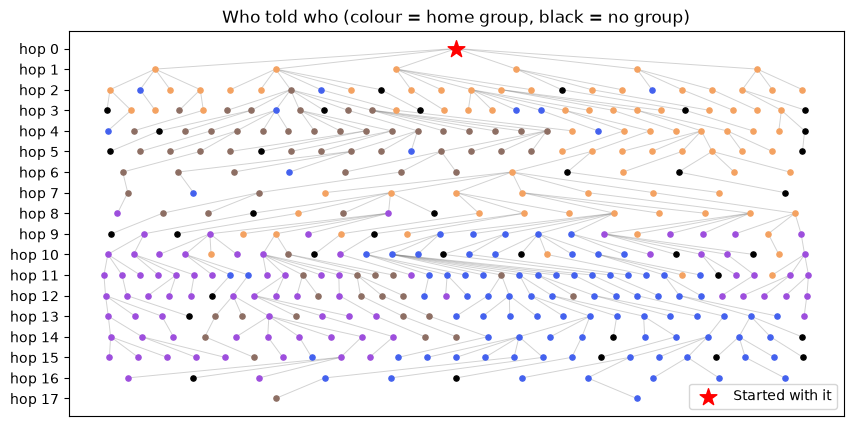 Who told who (colour = home group, black = no group)
hop 0
hop 1
hop 2
hop 3
hop 4
hop 5
hop 6
hop 7
hop 8
hop 9
hop 10
hop 11
hop 12
hop 13
hop 14
hop 15
hop 16
hop 17
Started with it